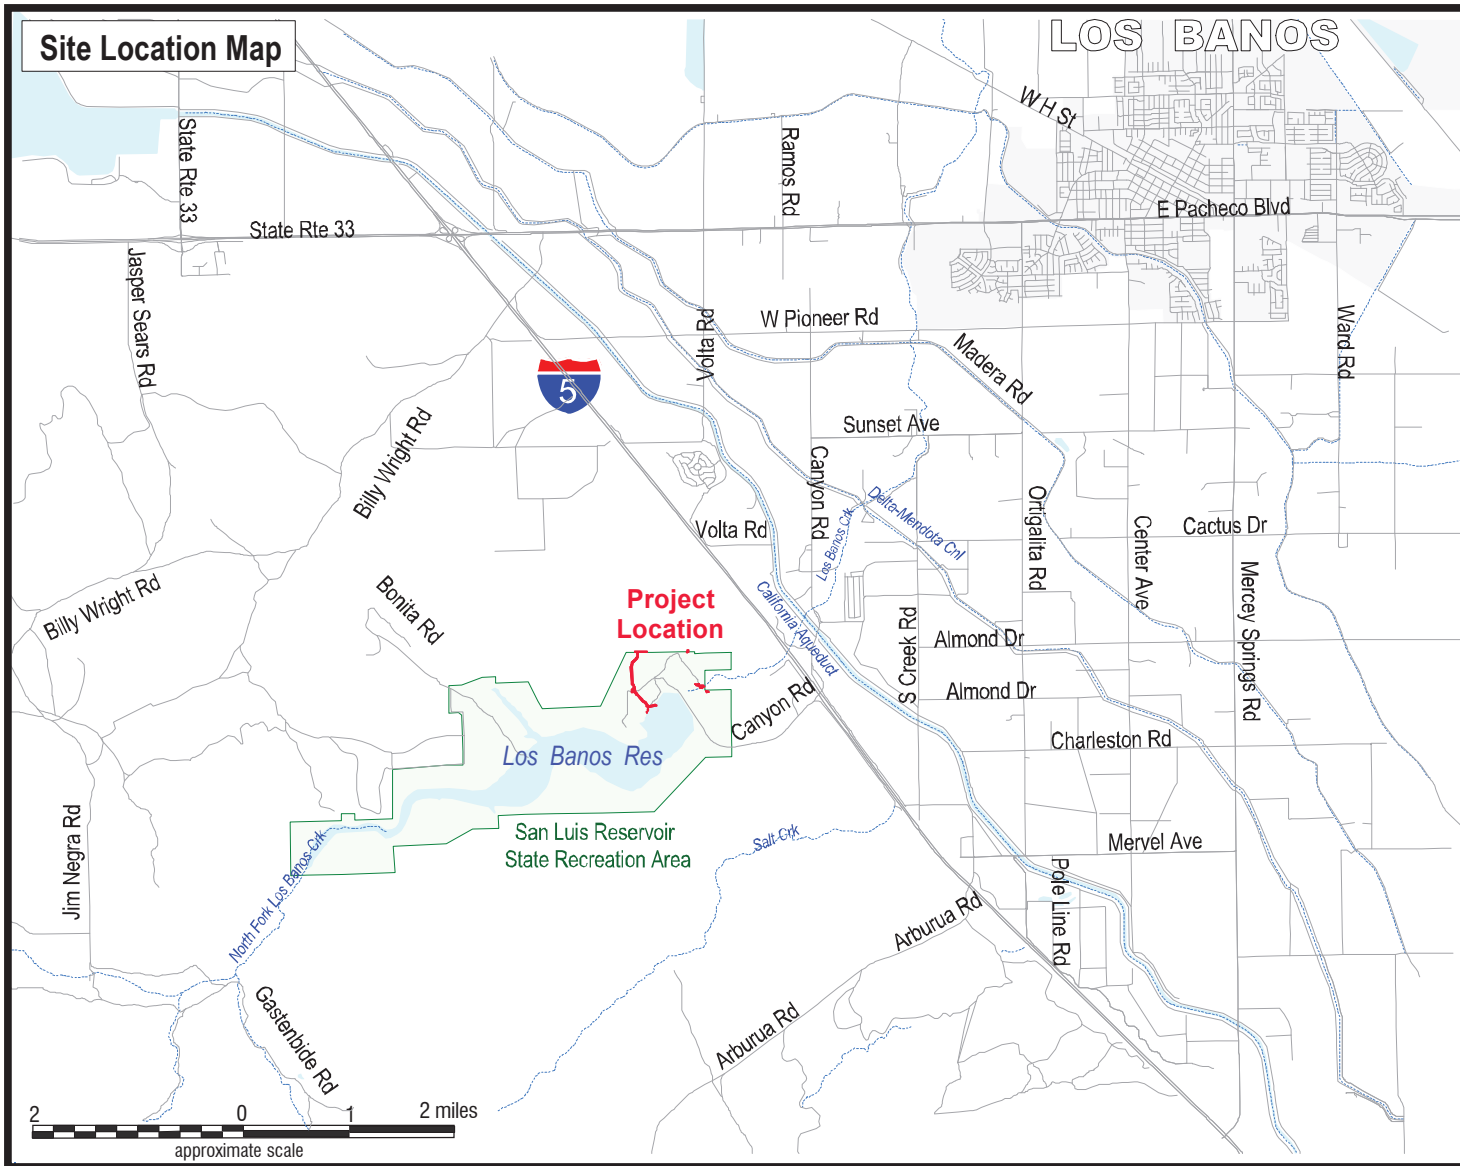 Site Location Map
LOS BANOS
W H St
State Rte 33
Ramos Rd
E Pacheco Blvd
State Rte 33
Jasper Sears Rd
W Pioneer Rd
Volta Rd
Madera Rd
Ward Rd
5
Billy Wright Rd
Sunset Ave
Canyon Rd
Delta-Mendota Cnl
Los Banos Crk
Ortigalita Rd
Center Ave
Cactus Dr
Volta Rd
Mercey Springs Rd
Billy Wright Rd
Bonita Rd
Project
Location
California Aqueduct
S Creek Rd
Almond Dr
Almond Dr
Canyon Rd
Charleston Rd
Los Banos Res
San Luis Reservoir
State Recreation Area
Salt Crk
Mervel Ave
Jim Negra Rd
North Fork Los Banos Crk
Pole Line Rd
Arburua Rd
Gastenbide Rd
Arburua Rd
2 0 1 2 miles
approximate scale